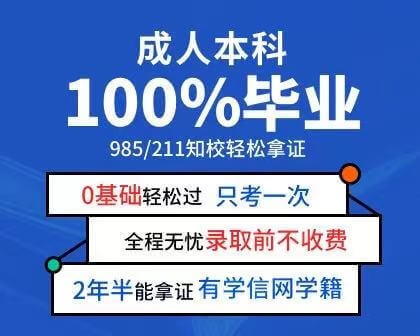 成人本科
100%毕业
985/211知校轻松拿证
0基础轻松过 只考一次
全程无忧录取前不收费
2年半能拿证 有学信网学籍